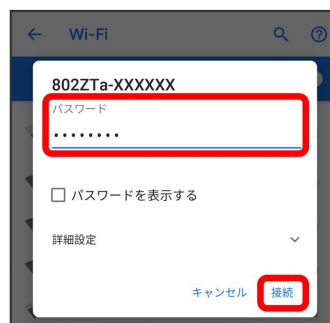 Wi-Fi
802ZTa-XXXXXX
パスワード
••••••••
パスワードを表示する
詳細設定
キャンセル 接続